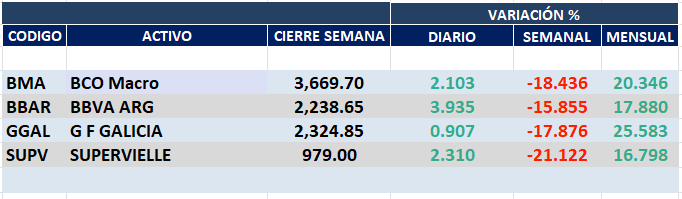 VARIACIÓN %
CODIGO ACTIVO CIERRE SEMANA DIARIO SEMANAL MENSUAL
BMA BCO Macro 3,669.70 2.103 -18.436 20.346
BBAR BBVA ARG 2,238.65 3.935 -15.855 17.880
GGAL G F GALICIA 2,324.85 0.907 -17.876 25.583
SUPV SUPERVIELLE 979.00 2.310 -21.122 16.798